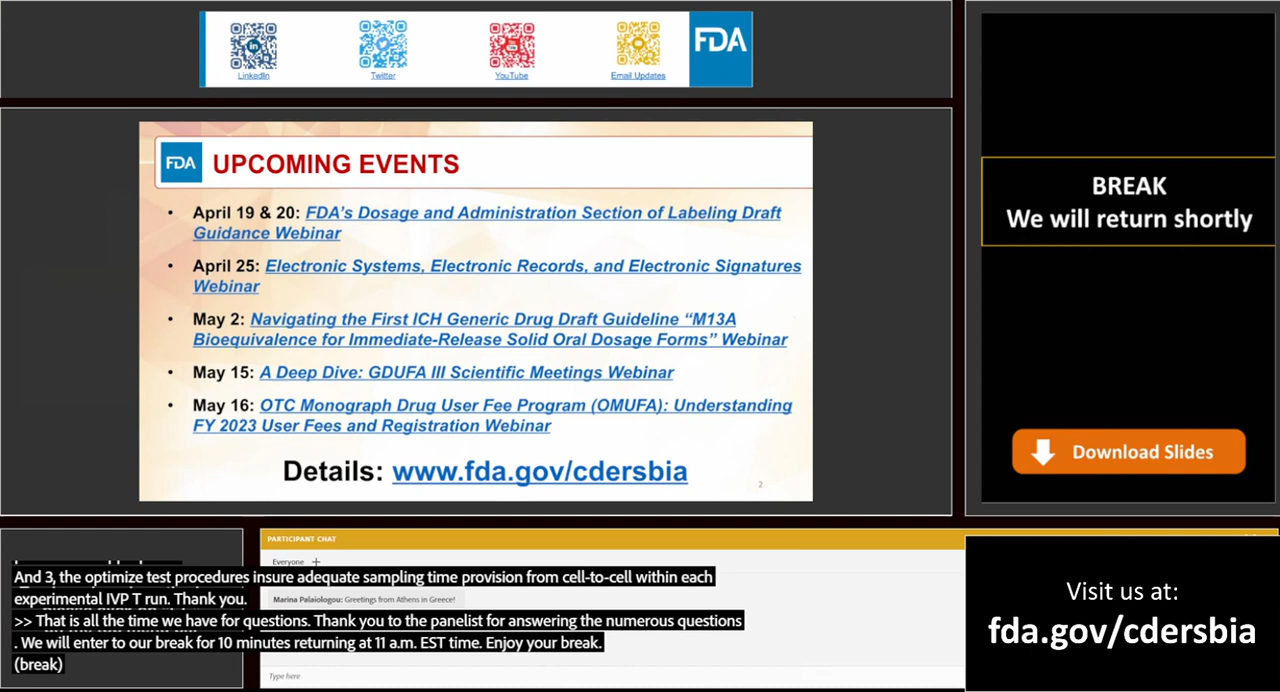 LinkedIn
Twitter
YouTube
Email Updates
FDA
FDA
UPCOMING EVENTS
• April 19 & 20: FDA's Dosage and Administration Section of Labeling Draft
Guidance Webinar
• April 25: Electronic Systems, Electronic Records, and Electronic Signatures
Webinar
• May 2: Navigating the First ICH Generic Drug Draft Guideline “M13A
Bioequivalence for Immediate-Release Solid Oral Dosage Forms” Webinar
• May 15: A Deep Dive: GDUFA III Scientific Meetings Webinar
• May 16: OTC Monograph Drug User Fee Program (OMUFA): Understanding
FY 2023 User Fees and Registration Webinar
Details: www.fda.gov/cdersbia
2
BREAK
We will return shortly
Download Slides
PARTICIPANT CHAT
Everyone +
Marina Palaiologou: Greetings from Athens in Greece!
Type here
And 3, the optimize test procedures insure adequate sampling time provision from cell-to-cell within each
experimental IVP T run. Thank you.
>> That is all the time we have for questions. Thank you to the panelist for answering the numerous questions
. We will enter to our break for 10 minutes returning at 11 a.m. EST time. Enjoy your break.
(break)
Visit us at:
fda.gov/cdersbia